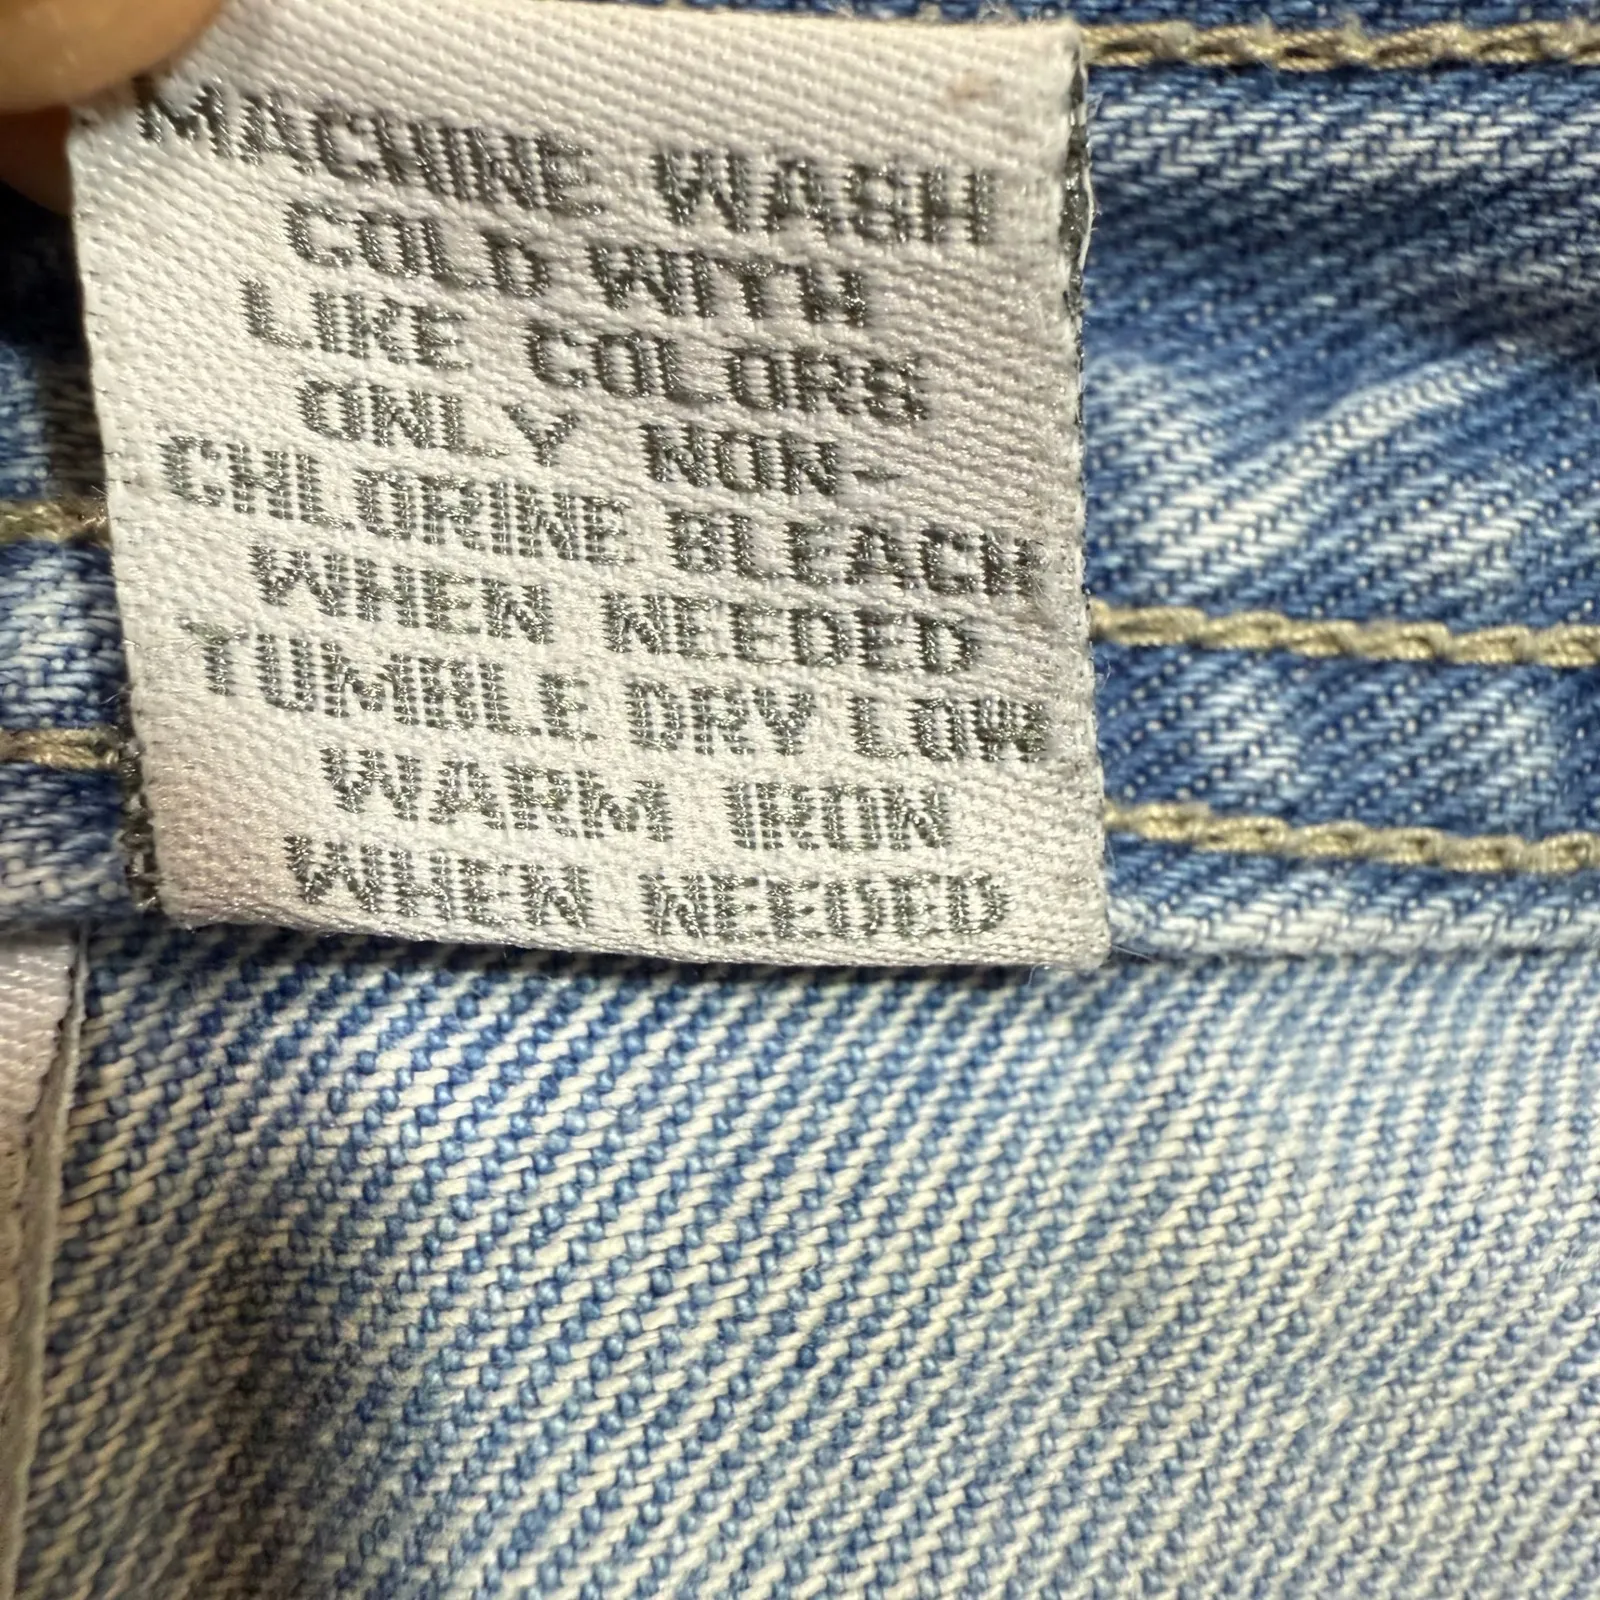 MACHINE WASH
COLD WITH
LIKE COLORS
ONLY NON-
CHLORINE BLEACH
WHEN NEEDED
TUMBLE DRY LOW
WARM IRON
WHEN NEEDED